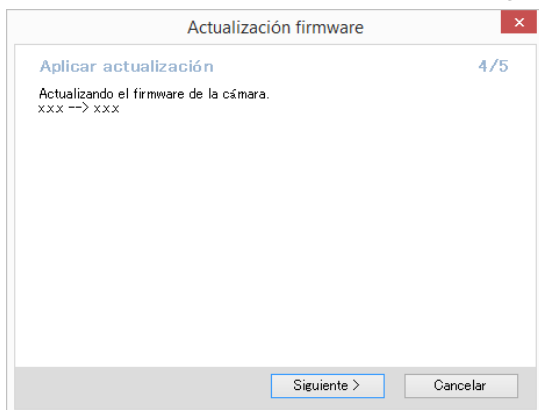 Actualización firmware
Aplicar actualización 4/5
Actualizando el firmware de la cámara.
xxx --> xxx
Siguiente > Cancelar